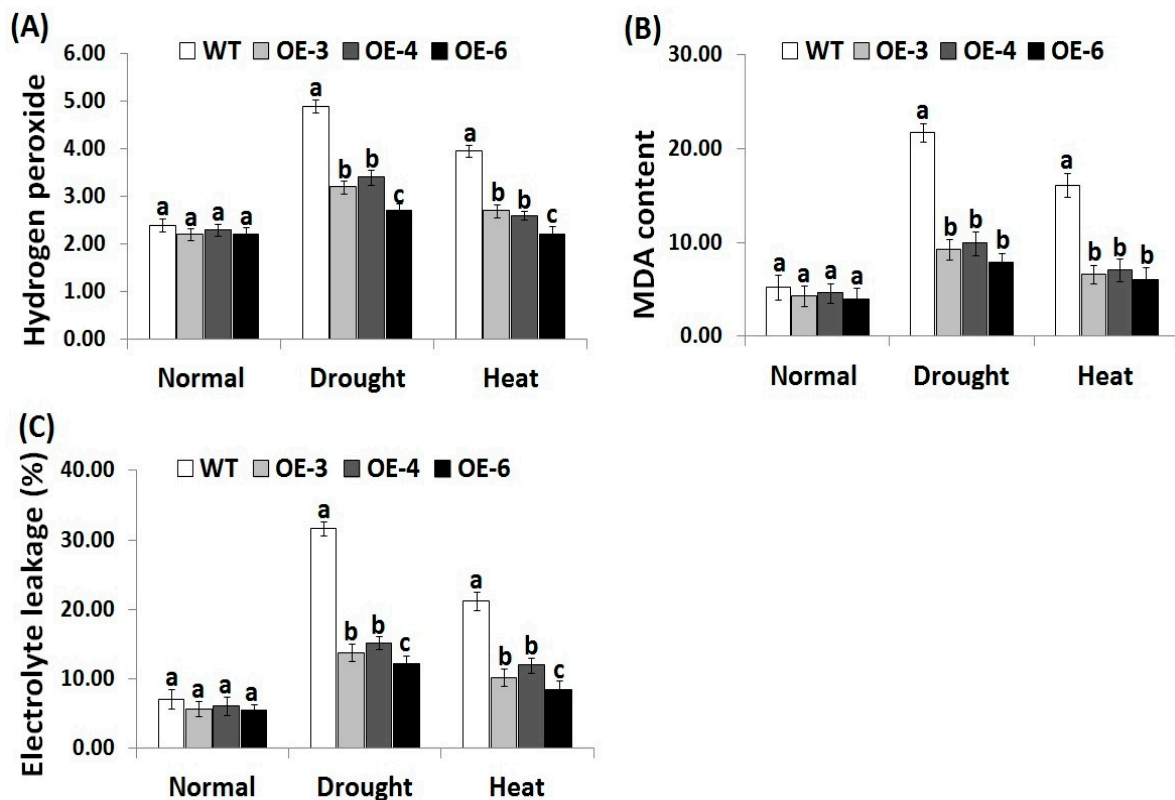 (A)
WT OE-3 OE-4 OE-6
Hydrogen peroxide
6.00
5.00
4.00
3.00
2.00
1.00
0.00
a a a a
a b b c
a b b c
Normal Drought Heat
(B)
WT OE-3 OE-4 OE-6
MDA content
30.00
20.00
10.00
0.00
a a a a
a b b b
a b b b
Normal Drought Heat
(C)
WT OE-3 OE-4 OE-6
Electrolyte leakage (%)
40.00
30.00
20.00
10.00
0.00
a a a a
a b b c
a b b c
Normal Drought Heat